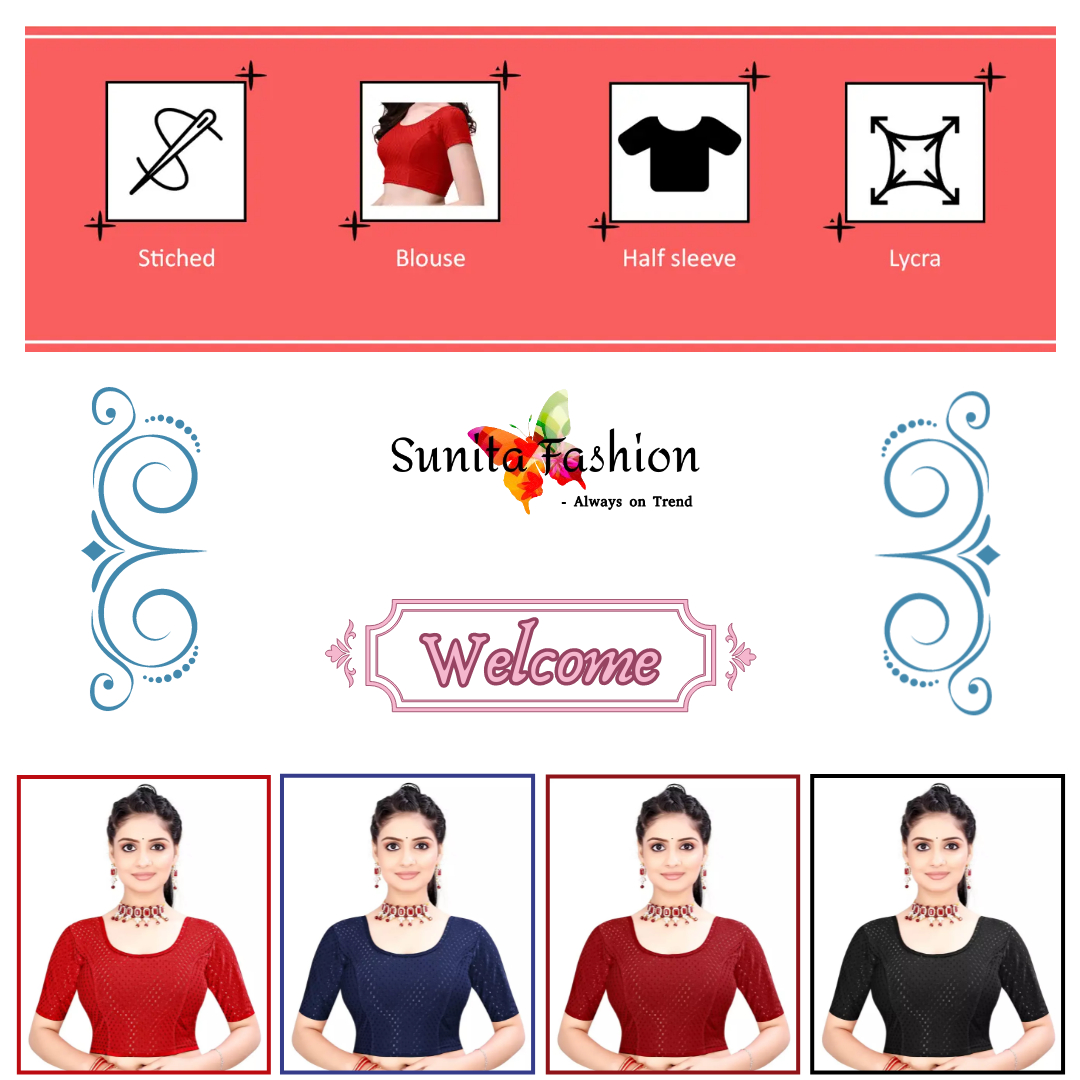 Stiched
Blouse
Half sleeve
Lycra
Sunita Fashion
- Always on Trend
Welcome